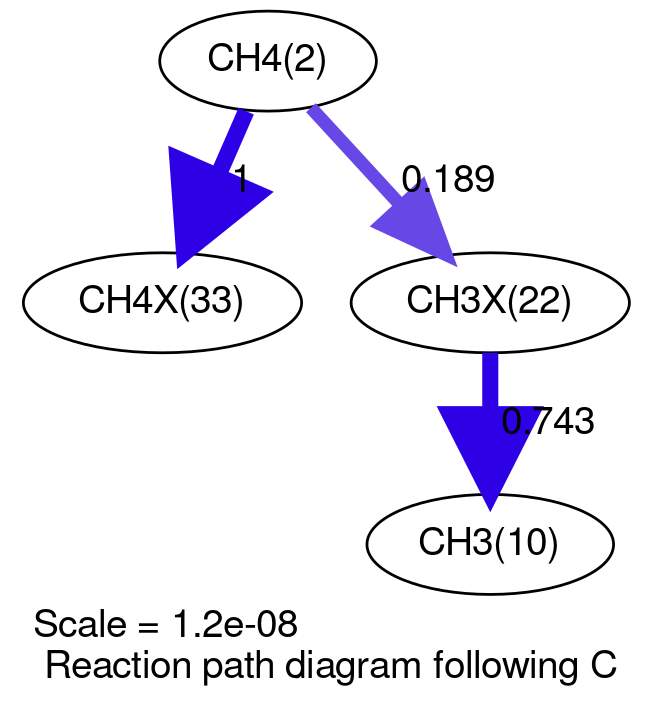 CH4(2)
1
0.189
CH4X(33)
CH3X(22)
0.743
CH3(10)
Scale = 1.2e-08
Reaction path diagram following C